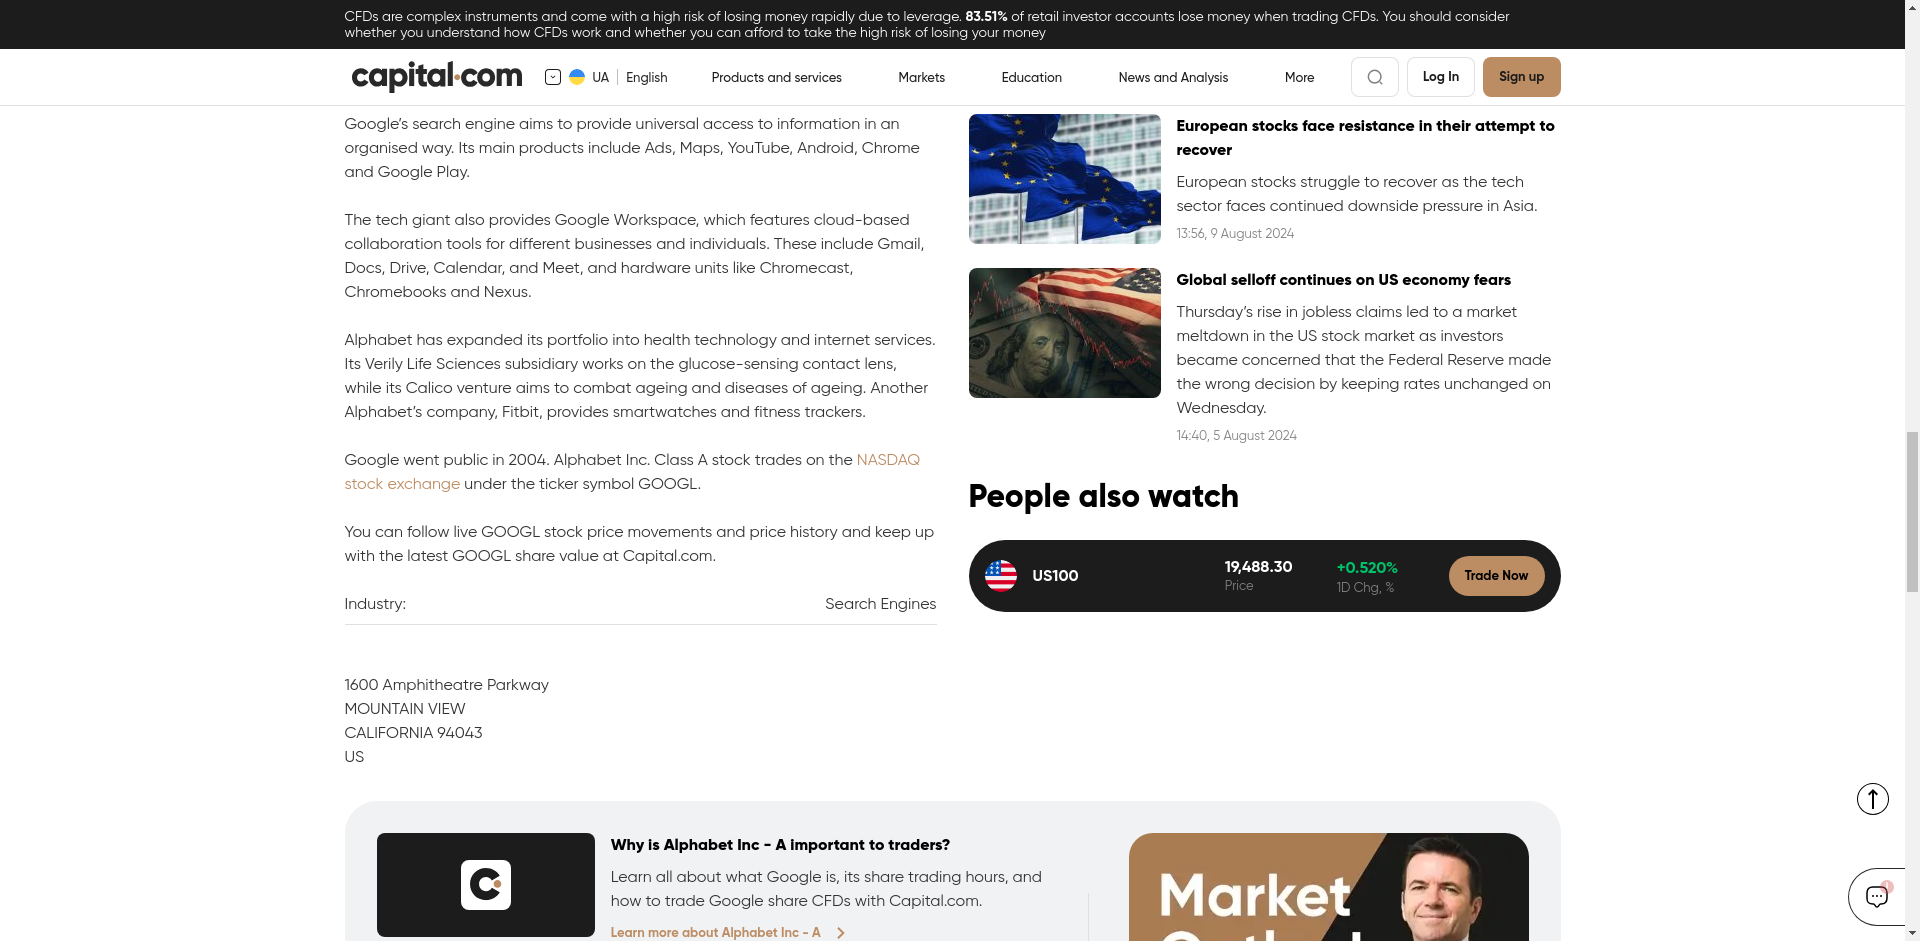 CFDs are complex instruments and come with a high risk of losing money rapidly due to leverage. 83.51% of retail investor accounts lose money when trading CFDs. You should consider
whether you understand how CFDs work and whether you can afford to take the high risk of losing your money
capital.com
UA
English
Products and services
Markets
Education
News and Analysis
More
Log In
Sign up
Google’s search engine aims to provide universal access to information in an
organised way. Its main products include Ads, Maps, YouTube, Android, Chrome
and Google Play.
The tech giant also provides Google Workspace, which features cloud-based
collaboration tools for different businesses and individuals. These include Gmail,
Docs, Drive, Calendar, and Meet, and hardware units like Chromecast,
Chromebooks and Nexus.
Alphabet has expanded its portfolio into health technology and internet services.
Its Verily Life Sciences subsidiary works on the glucose-sensing contact lens,
while its Calico venture aims to combat ageing and diseases of ageing. Another
Alphabet’s company, Fitbit, provides smartwatches and fitness trackers.
Google went public in 2004. Alphabet Inc. Class A stock trades on the NASDAQ
stock exchange under the ticker symbol GOOGL.
You can follow live GOOGL stock price movements and price history and keep up
with the latest GOOGL share value at Capital.com.
Industry:
Search Engines
1600 Amphitheatre Parkway
MOUNTAIN VIEW
CALIFORNIA 94043
US
European stocks face resistance in their attempt to
recover
European stocks struggle to recover as the tech
sector faces continued downside pressure in Asia.
13:56, 9 August 2024
Global selloff continues on US economy fears
Thursday’s rise in jobless claims led to a market
meltdown in the US stock market as investors
became concerned that the Federal Reserve made
the wrong decision by keeping rates unchanged on
Wednesday.
14:40, 5 August 2024
People also watch
US100
19,488.30
Price
+0.520%
1D Chg, %
Trade Now
Why is Alphabet Inc - A important to traders?
Learn all about what Google is, its share trading hours, and
how to trade Google share CFDs with Capital.com.
Learn more about Alphabet Inc - A
Market
Outlook